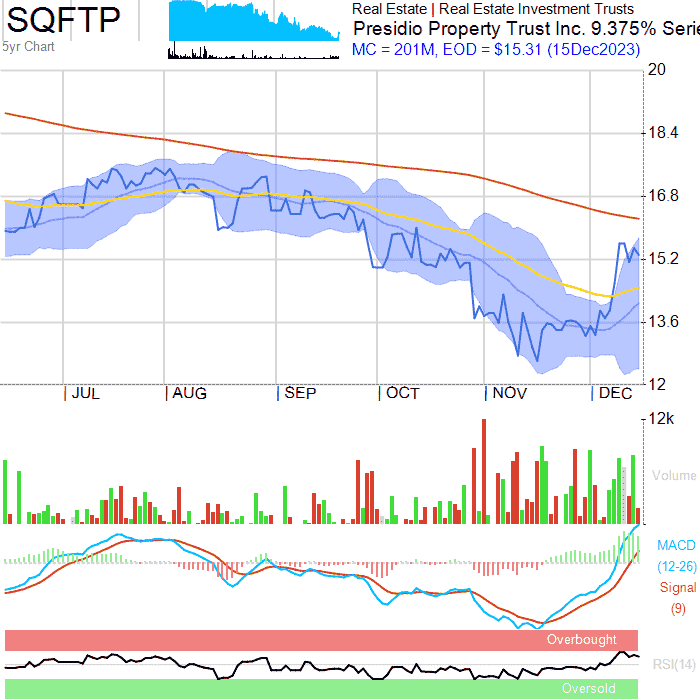 SQFTP
5yr Chart
Real Estate | Real Estate Investment Trusts
Presidio Property Trust Inc. 9.375% Serie
MC = 201M, EOD = $15.31 (15Dec2023)
20
18.4
16.8
15.2
13.6
12
JUL AUG SEP OCT NOV DEC
12k
Volume
MACD
(12-26)
Signal
(9)
Overbought
RSI(14)
Oversold